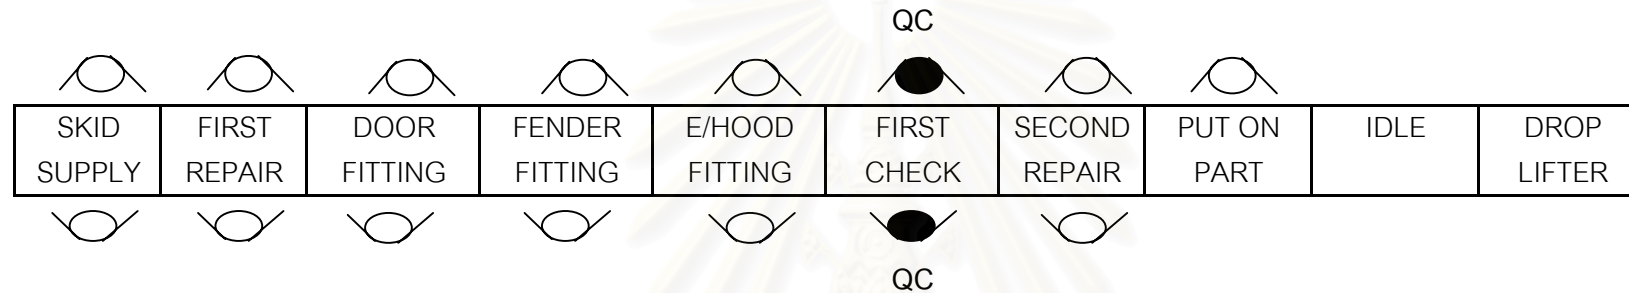 QC
SKID SUPPLY
FIRST REPAIR
DOOR FITTING
FENDER FITTING
E/HOOD FITTING
FIRST CHECK
SECOND REPAIR
PUT ON PART
IDLE
DROP LIFTER
QC